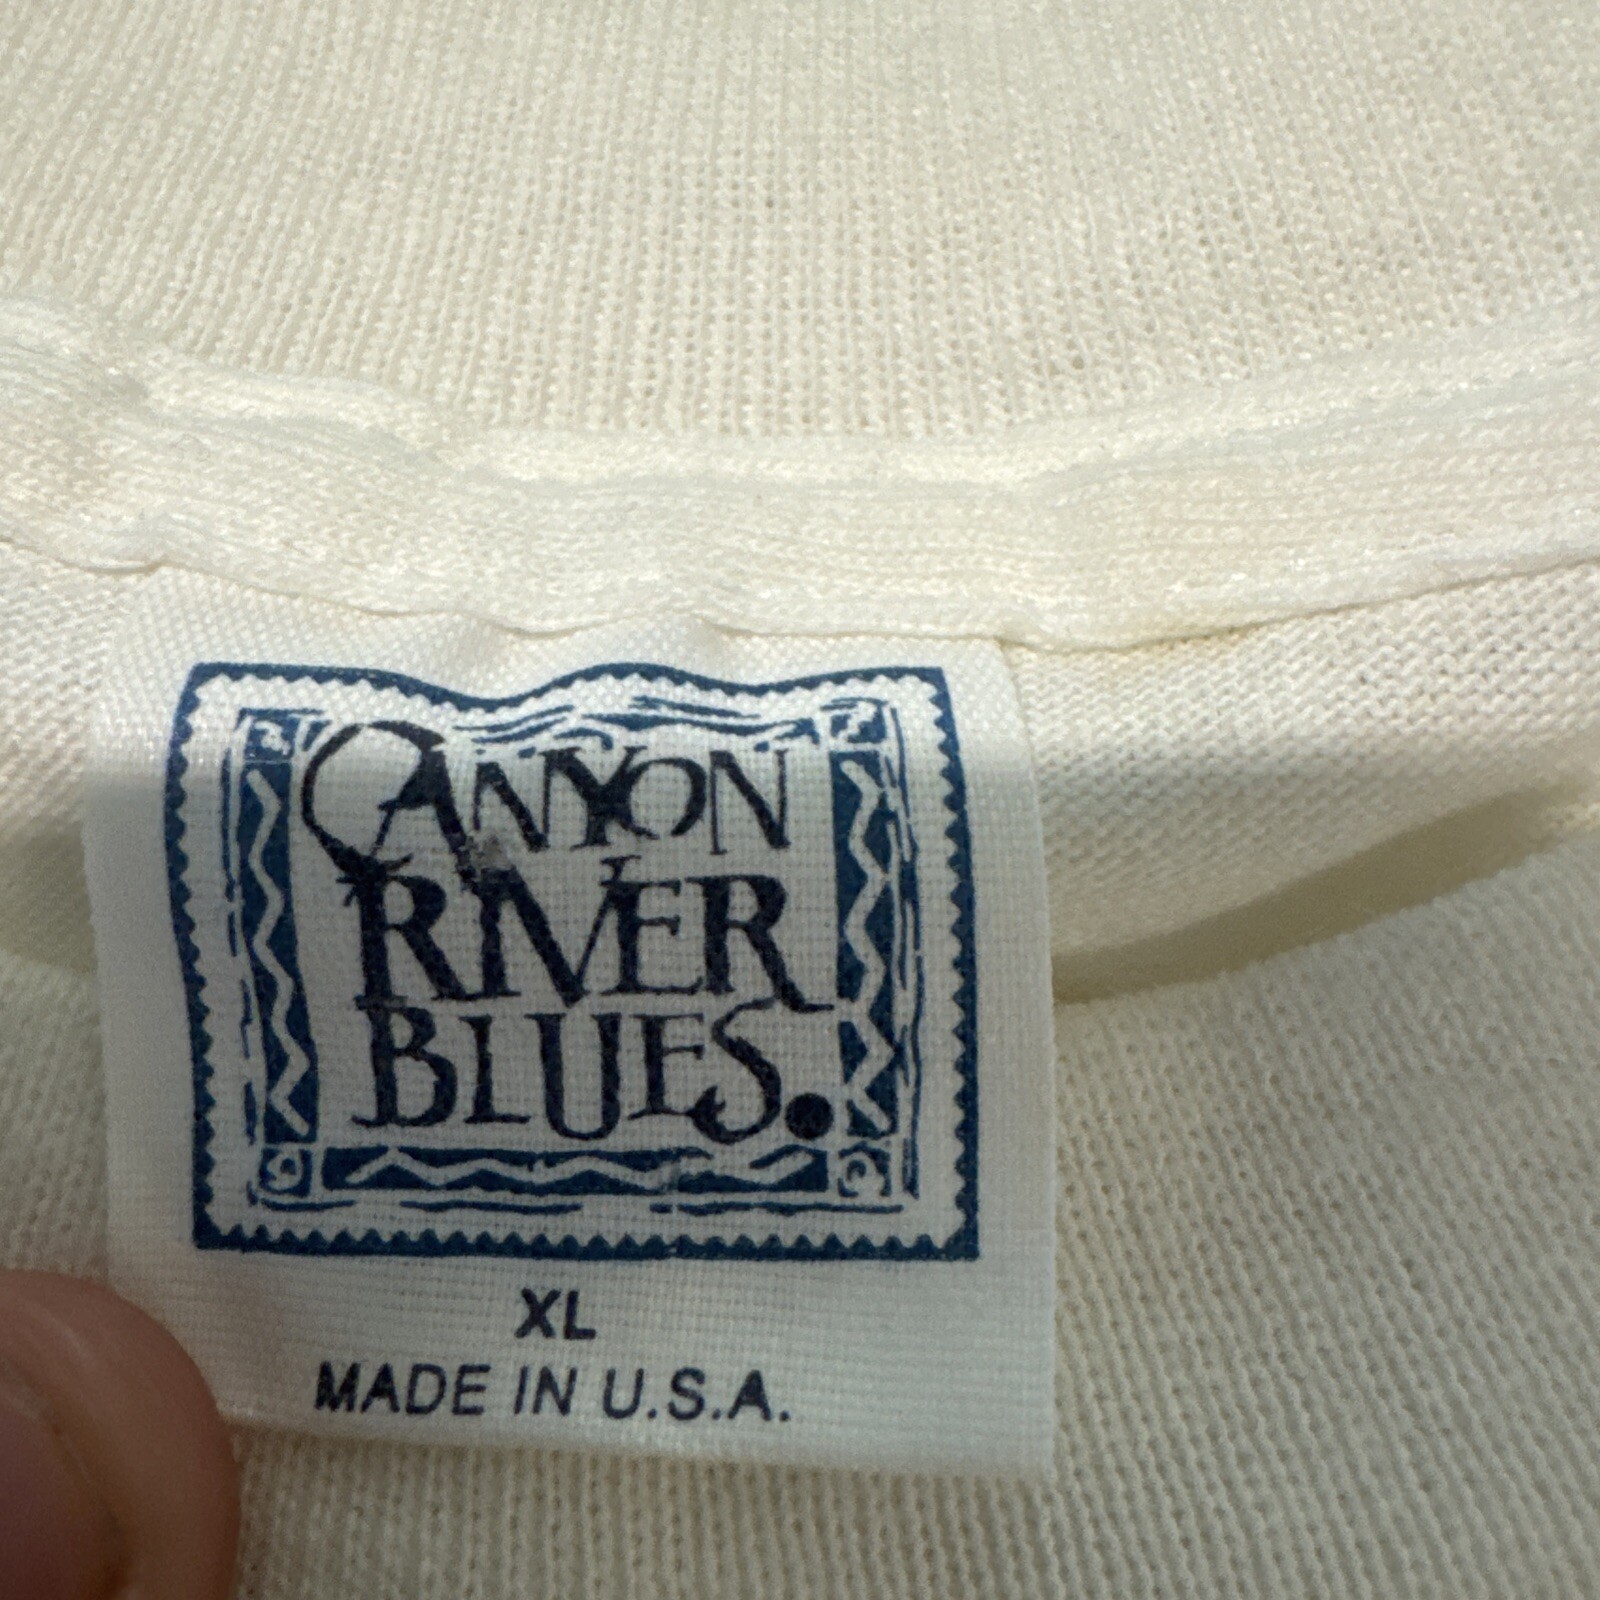 CANYON
RIVER
BLUES.
XL
MADE IN U.S.A.